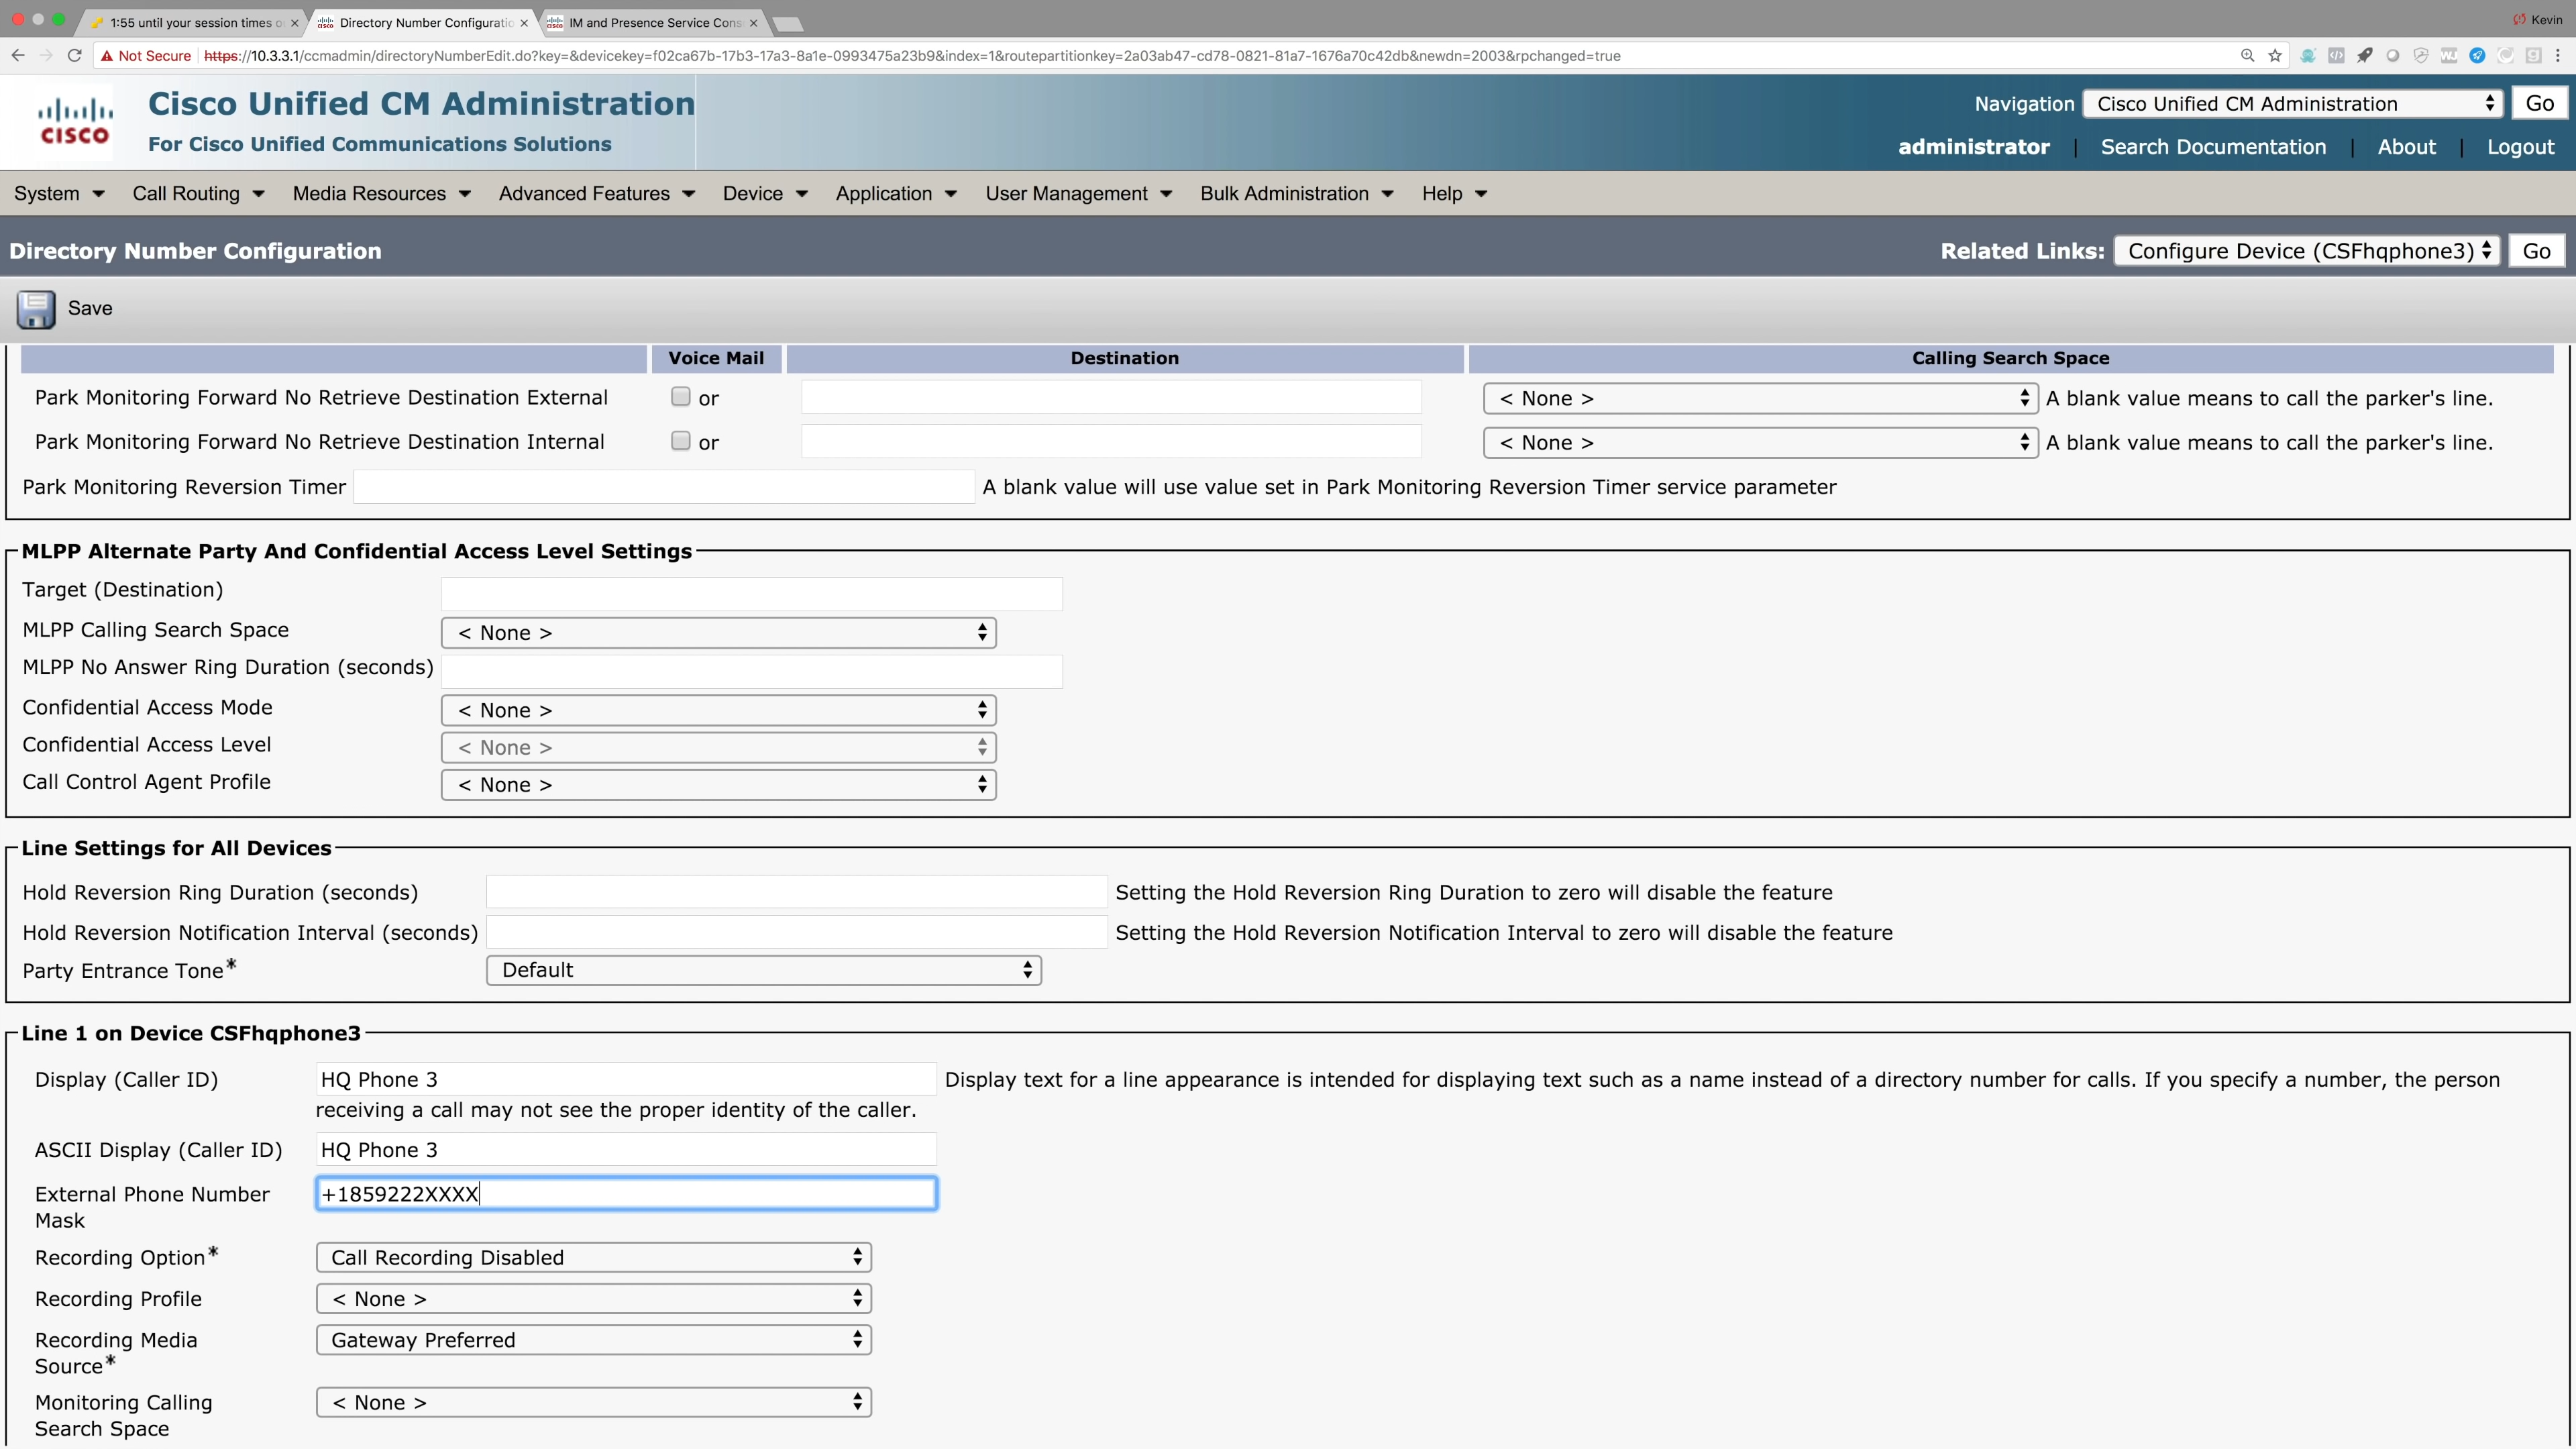 1:55 until your session times o
Directory Number Configuratio
IM and Presence Service Cons
Kevin
Not Secure https://10.3.3.1/ccmadmin/directoryNumberEdit.do?key=&devicekey=f02ca67b-17b3-17a3-8a1e-0993475a23b9&index=1&routepartitionkey=2a03ab47-cd78-0821-81a7-1676a70c42db&newdn=2003&rpchanged=true
CISCO
Cisco Unified CM Administration
For Cisco Unified Communications Solutions
Navigation Cisco Unified CM Administration Go
administrator | Search Documentation | About | Logout
System Call Routing Media Resources Advanced Features Device Application User Management Bulk Administration Help
Directory Number Configuration
Related Links: Configure Device (CSFhqphone3) Go
Save
Voice Mail Destination Calling Search Space
Park Monitoring Forward No Retrieve Destination External or < None > A blank value means to call the parker's line.
Park Monitoring Forward No Retrieve Destination Internal or < None > A blank value means to call the parker's line.
Park Monitoring Reversion Timer A blank value will use value set in Park Monitoring Reversion Timer service parameter
MLPP Alternate Party And Confidential Access Level Settings
Target (Destination)
MLPP Calling Search Space < None >
MLPP No Answer Ring Duration (seconds)
Confidential Access Mode < None >
Confidential Access Level < None >
Call Control Agent Profile < None >
Line Settings for All Devices
Hold Reversion Ring Duration (seconds) Setting the Hold Reversion Ring Duration to zero will disable the feature
Hold Reversion Notification Interval (seconds) Setting the Hold Reversion Notification Interval to zero will disable the feature
Party Entrance Tone* Default
Line 1 on Device CSFhqphone3
Display (Caller ID) HQ Phone 3 Display text for a line appearance is intended for displaying text such as a name instead of a directory number for calls. If you specify a number, the person
receiving a call may not see the proper identity of the caller.
ASCII Display (Caller ID) HQ Phone 3
External Phone Number +1859222XXXX
Mask
Recording Option* Call Recording Disabled
Recording Profile < None >
Recording Media Gateway Preferred
Source*
Monitoring Calling < None >
Search Space